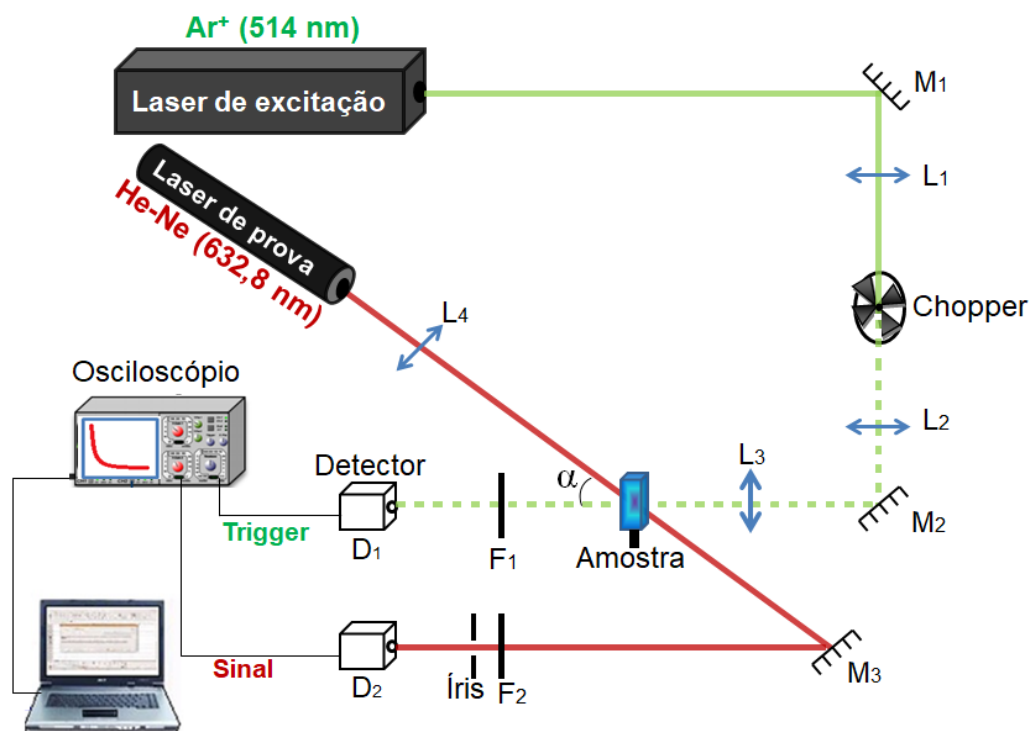 Ar⁺ (514 nm)
Laser de excitação
M₁
Laser de prova
He-Ne (632,8 nm)
L₁
L₄
Chopper
Osciloscópio
L₂
Detector
α
L₃
Trigger
D₁
F₁
Amostra
M₂
Sinal
D₂
Íris
F₂
M₃